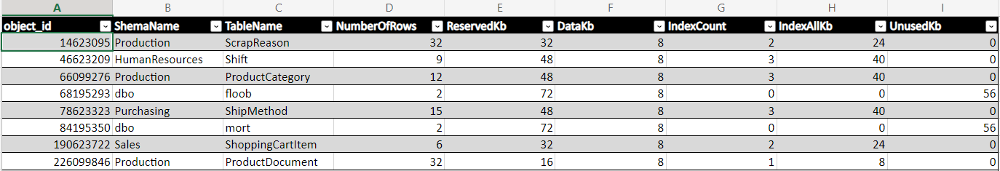 A B C D E F G H I
object_id ShemaName TableName NumberOfRows ReservedKb DataKb IndexCount IndexAllKb UnusedKb
14623095 Production ScrapReason 32 32 8 2 24 0
46623209 HumanResources Shift 9 48 8 3 40 0
66099276 Production ProductCategory 12 48 8 3 40 0
68195293 dbo floob 2 72 8 0 0 56
78623323 Purchasing ShipMethod 15 48 8 3 40 0
84195350 dbo mort 2 72 8 0 0 56
190623722 Sales ShoppingCartItem 6 32 8 2 24 0
226099846 Production ProductDocument 32 16 8 1 8 0